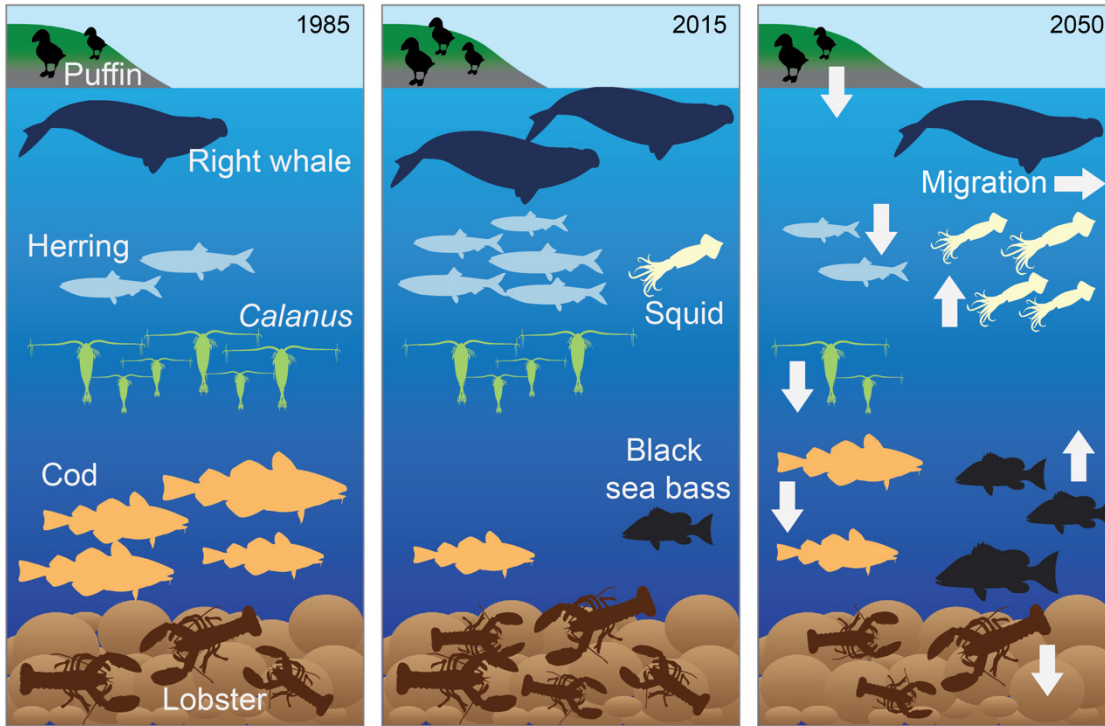 1985
Puffin
Right whale
Herring
Calanus
Cod
Lobster
2015
Squid
Black
sea bass
2050
Migration